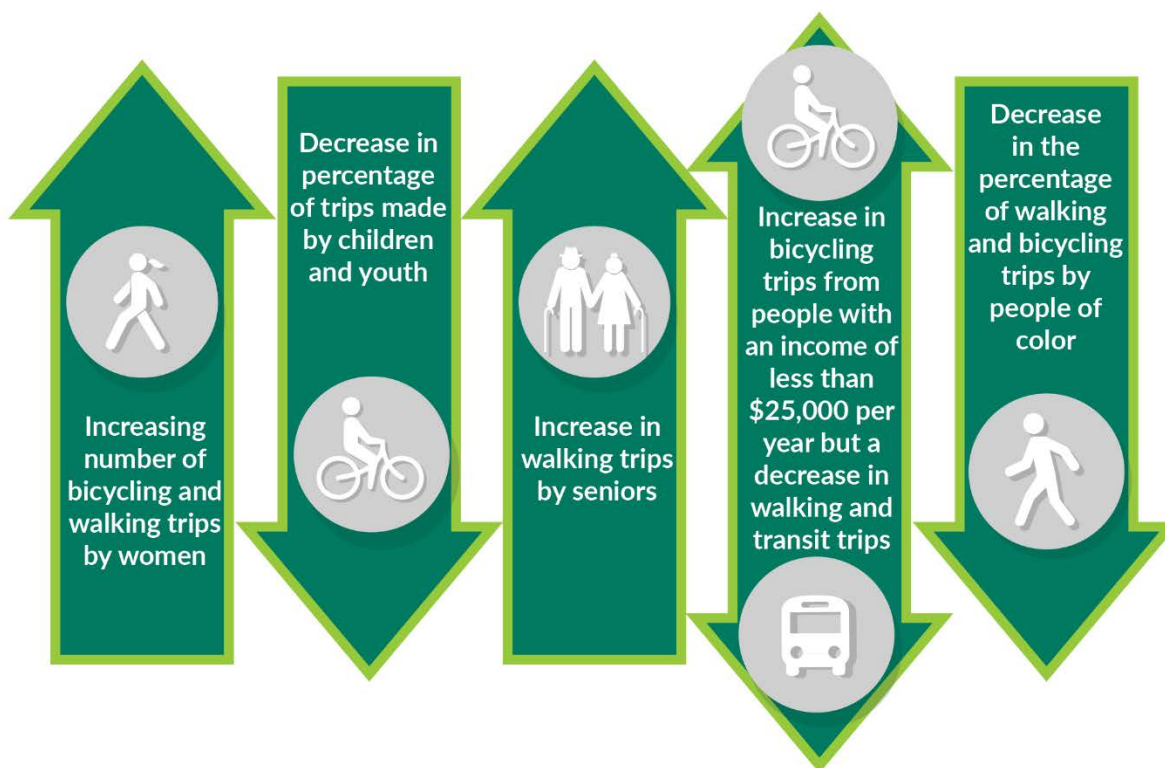 Increasing
number of
bicycling and
walking trips
by women
Decrease in
percentage
of trips made
by children
and youth
Increase in
walking trips
by seniors
Increase in
bicycling
trips from
people with
an income of
less than
$25,000 per
year but a
decrease in
walking and
transit trips
Decrease
in the
percentage
of walking
and bicycling
trips by
people of
color